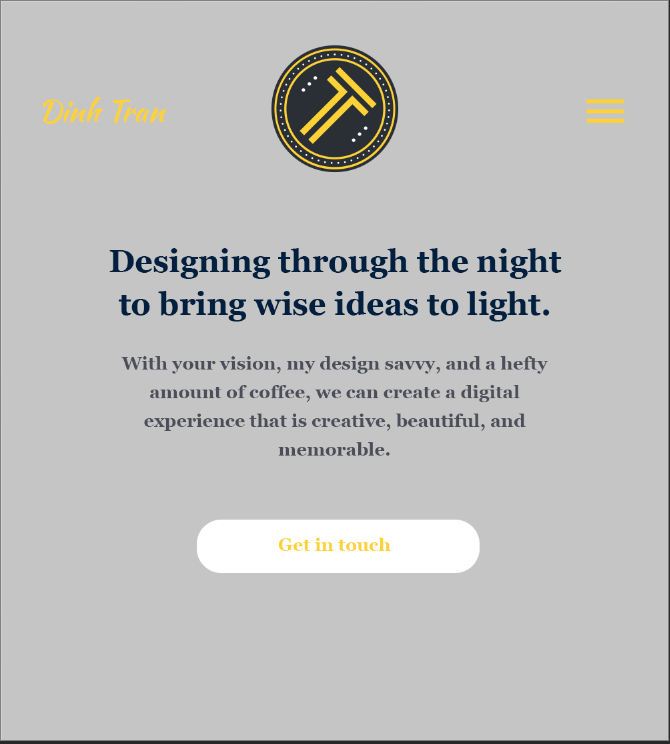 Dinh Tran
Designing through the night
to bring wise ideas to light.
With your vision, my design savvy, and a hefty
amount of coffee, we can create a digital
experience that is creative, beautiful, and
memorable.
Get in touch